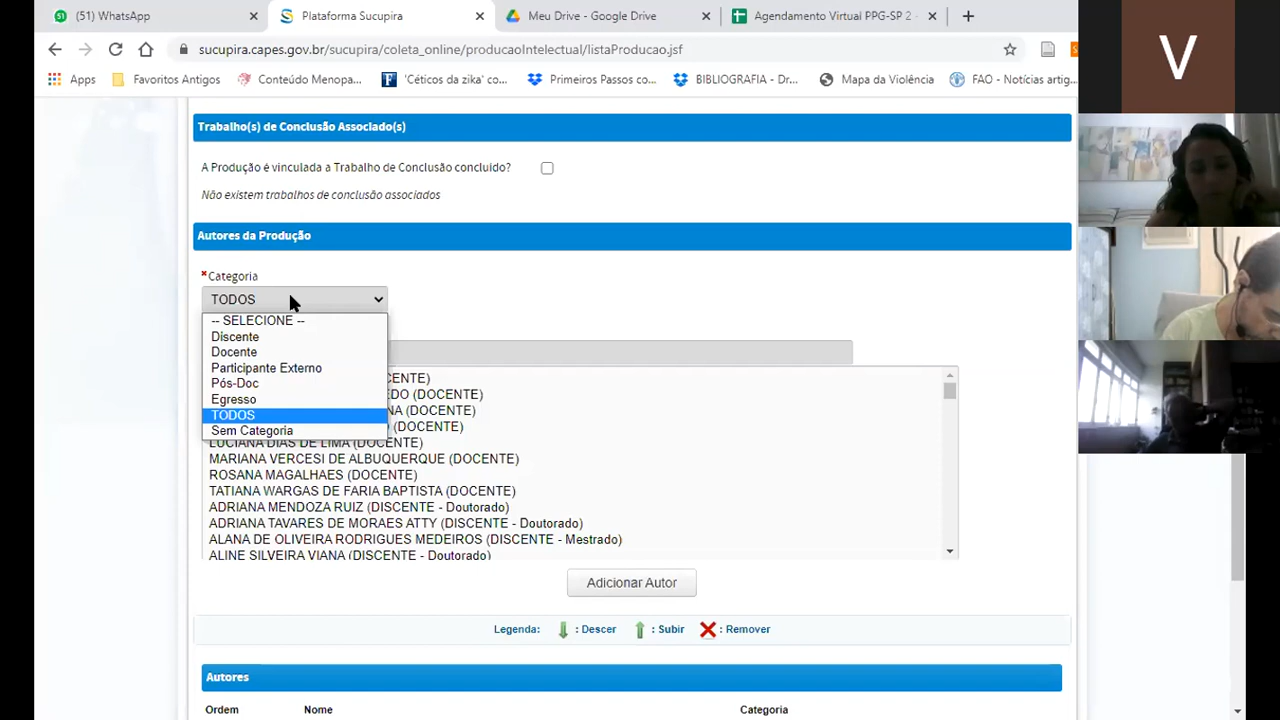 (51) WhatsApp
Plataforma Sucupira
Meu Drive - Google Drive
Agendamento Virtual PPG-SP 2 -
sucupira.capes.gov.br/sucupira/coleta_online/producaoIntelectual/listaProducao.jsf
Apps
Favoritos Antigos
Conteúdo Menopa...
'Céticos da zika' co...
Primeiros Passos co...
BIBLIOGRAFIA - Dr...
Mapa da Violência
FAO - Notícias artig...
V
Trabalho(s) de Conclusão Associado(s)
A Produção é vinculada a Trabalho de Conclusão concluído?
Não existem trabalhos de conclusão associados
Autores da Produção
*Categoria
TODOS
-- SELECIONE --
Discente
Docente
Participante Externo
Pós-Doc
Egresso
TODOS
Sem Categoria
CENTE)
DO (DOCENTE)
NA (DOCENTE)
(DOCENTE)
LUCIANA DIAS DE LIMA (DOCENTE)
MARIANA VERCESI DE ALBUQUERQUE (DOCENTE)
ROSANA MAGALHAES (DOCENTE)
TATIANA WARGAS DE FARIA BAPTISTA (DOCENTE)
ADRIANA MENDOZA RUIZ (DISCENTE - Doutorado)
ADRIANA TAVARES DE MORAES ATTY (DISCENTE - Doutorado)
ALANA DE OLIVEIRA RODRIGUES MEDEIROS (DISCENTE - Mestrado)
ALINE SILVEIRA VIANA (DISCENTE - Doutorado)
Adicionar Autor
Legenda: : Descer : Subir : Remover
Autores
Ordem Nome Categoria